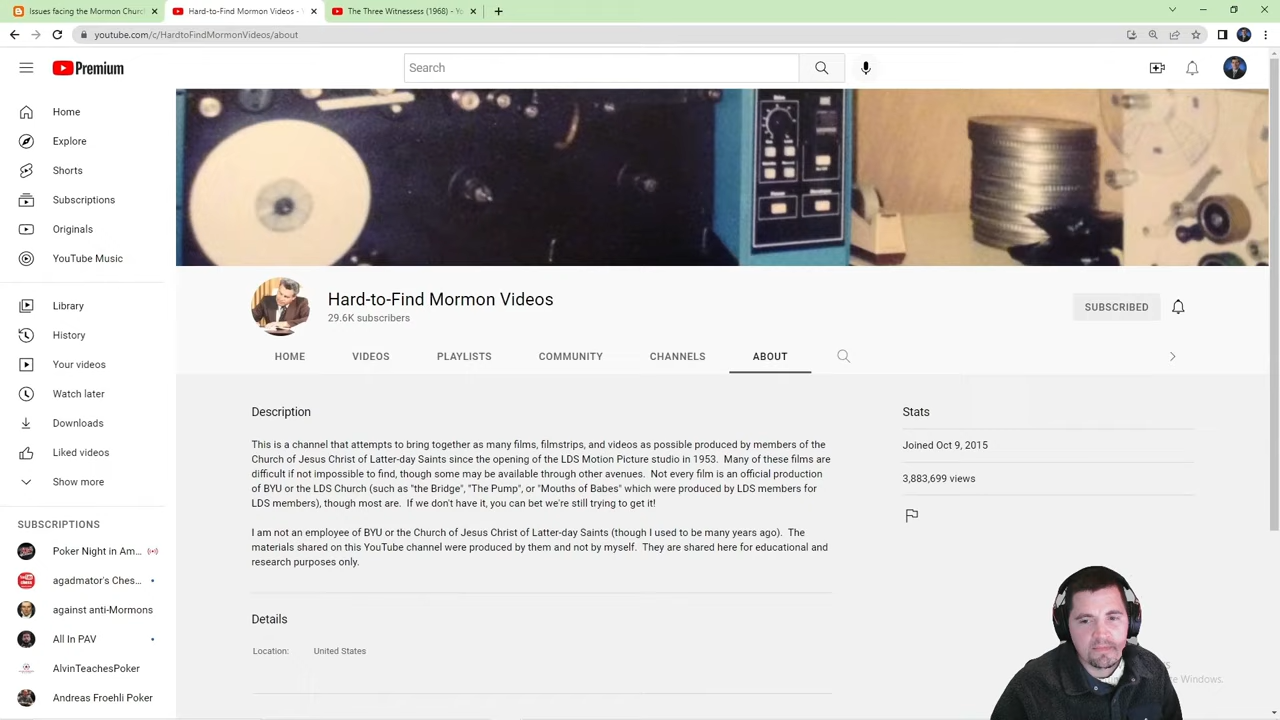 Issues facing the Mormon Churc
Hard-to-Find Mormon Videos -
The Three Witnessess (1968) - Yo
youtube.com/c/HardtoFindMormonVideos/about
Premium
Search
Home
Explore
Shorts
Subscriptions
Originals
YouTube Music
Library
History
Your videos
Watch later
Downloads
Liked videos
Show more
SUBSCRIPTIONS
Poker Night in Am...
agadmator's Ches...
against anti-Mormons
All In PAV
AlvinTeachesPoker
Andreas Froehli Poker
Hard-to-Find Mormon Videos
29.6K subscribers
SUBSCRIBED
HOME VIDEOS PLAYLISTS COMMUNITY CHANNELS ABOUT
Description
This is a channel that attempts to bring together as many films, filmstrips, and videos as possible produced by members of the
Church of Jesus Christ of Latter-day Saints since the opening of the LDS Motion Picture studio in 1953. Many of these films are
difficult if not impossible to find, though some may be available through other avenues. Not every film is an official production
of BYU or the LDS Church (such as "the Bridge", "The Pump", or "Mouths of Babes" which were produced by LDS members for
LDS members), though most are. If we don't have it, you can bet we're still trying to get it!
I am not an employee of BYU or the Church of Jesus Christ of Latter-day Saints (though I used to be many years ago). The
materials shared on this YouTube channel were produced by them and not by myself. They are shared here for educational and
research purposes only.
Details
Location: United States
Stats
Joined Oct 9, 2015
3,883,699 views
Windows.